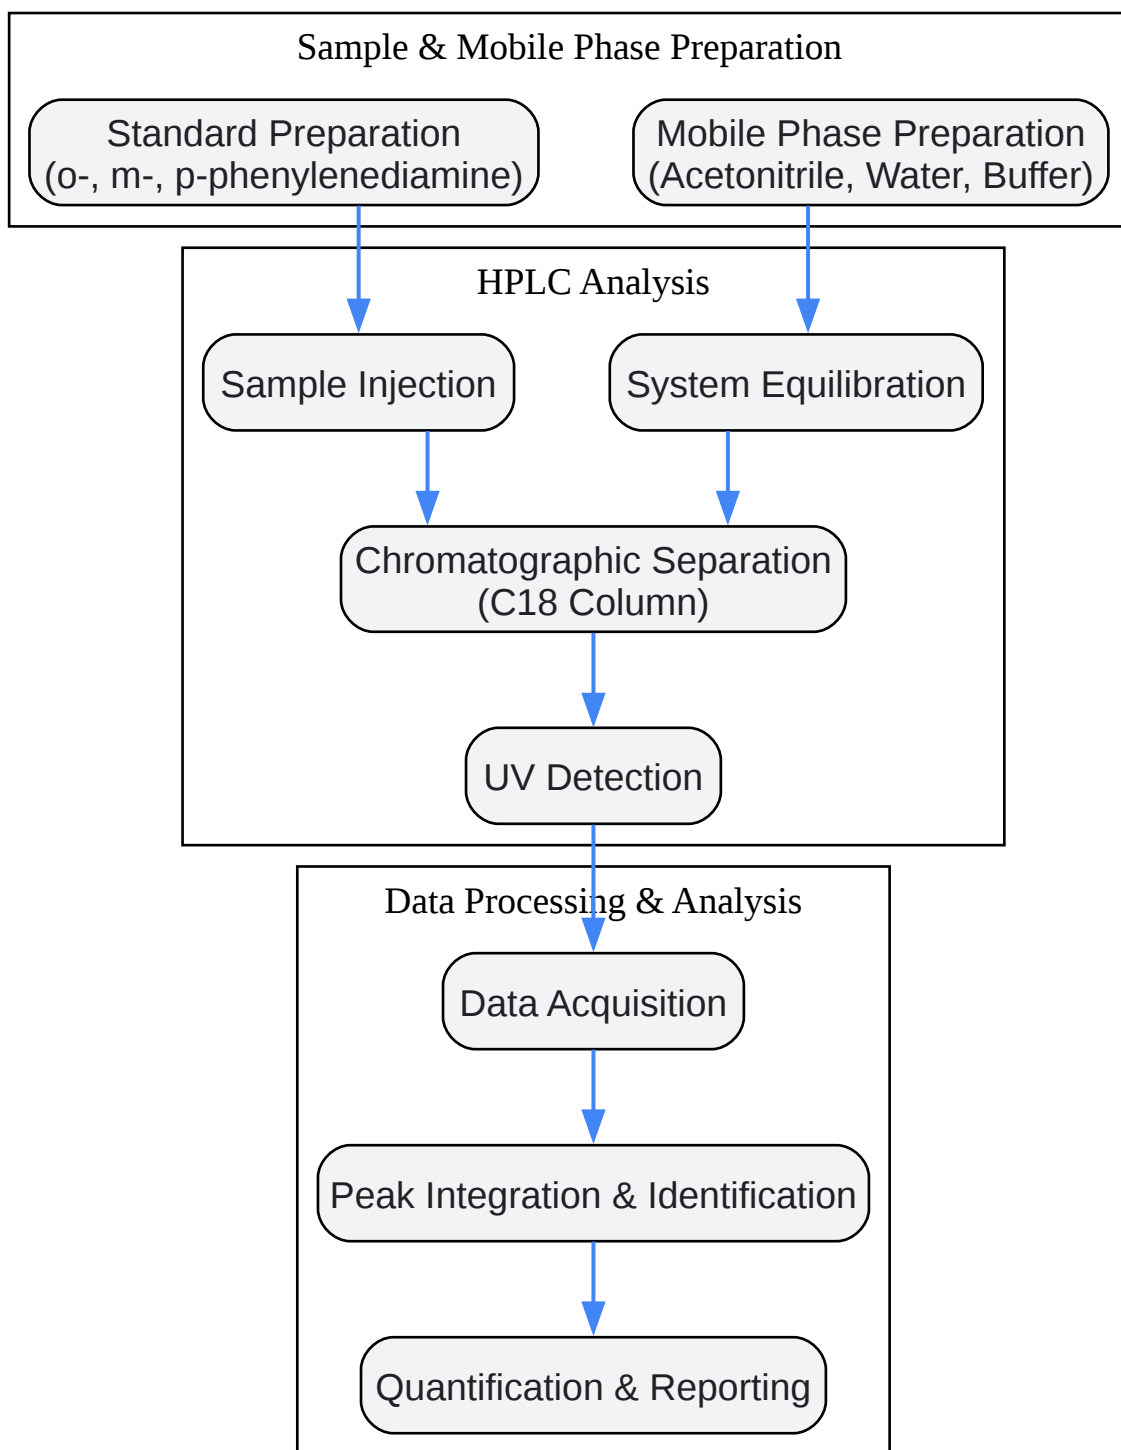 Sample & Mobile Phase Preparation
Standard Preparation
(o-, m-, p-phenylenediamine)
Mobile Phase Preparation
(Acetonitrile, Water, Buffer)
HPLC Analysis
Sample Injection
System Equilibration
Chromatographic Separation
(C18 Column)
UV Detection
Data Processing & Analysis
Data Acquisition
Peak Integration & Identification
Quantification & Reporting